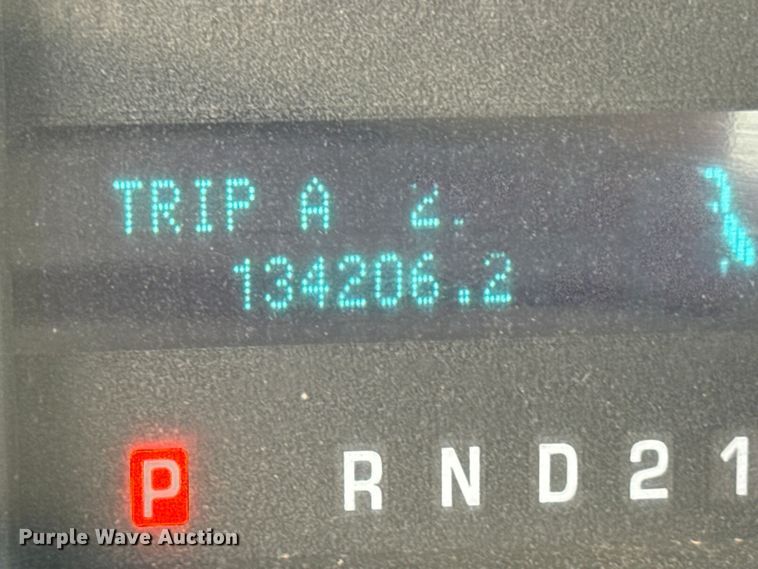 TRIP A 2.
134206.2
P R N D 2 1
Purple Wave Auction